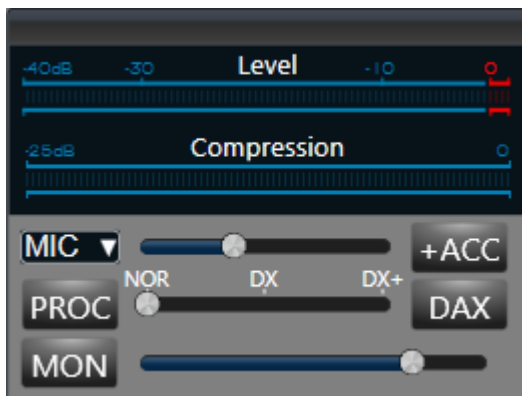 -40dB -30 Level -10 0
-25dB Compression 0
MIC ▼ +ACC
NOR DX DX+
PROC DAX
MON